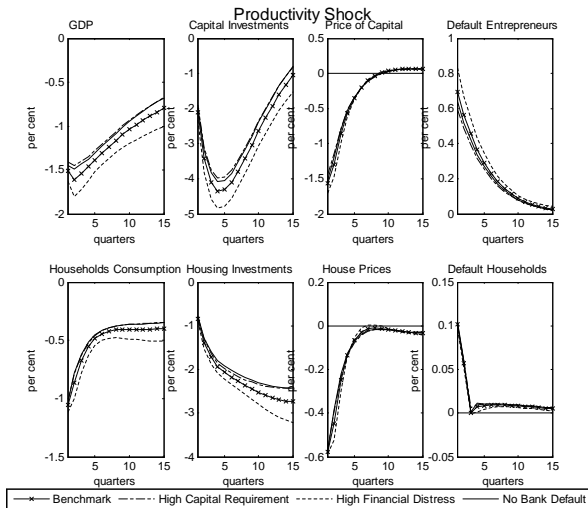 Productivity Shock
GDP
Capital Investments
Price of Capital
Default Entrepreneurs
per cent
0
-0.5
-1
-1.5
-2
5 10 15
quarters
per cent
0
-1
-2
-3
-4
-5
5 10 15
quarters
per cent
1
0.5
0
-0.5
-1
-1.5
-2
5 10 15
quarters
per cent
1
0.8
0.6
0.4
0.2
0
5 10 15
quarters
Households Consumption
Housing Investments
House Prices
Default Households
per cent
0
-0.5
-1
-1.5
5 10 15
quarters
per cent
0
-1
-2
-3
-4
5 10 15
quarters
per cent
0.2
0
-0.2
-0.4
-0.6
5 10 15
quarters
per cent
0.15
0.1
0.05
0
-0.05
5 10 15
quarters
Benchmark High Capital Requirement High Financial Distress No Bank Default